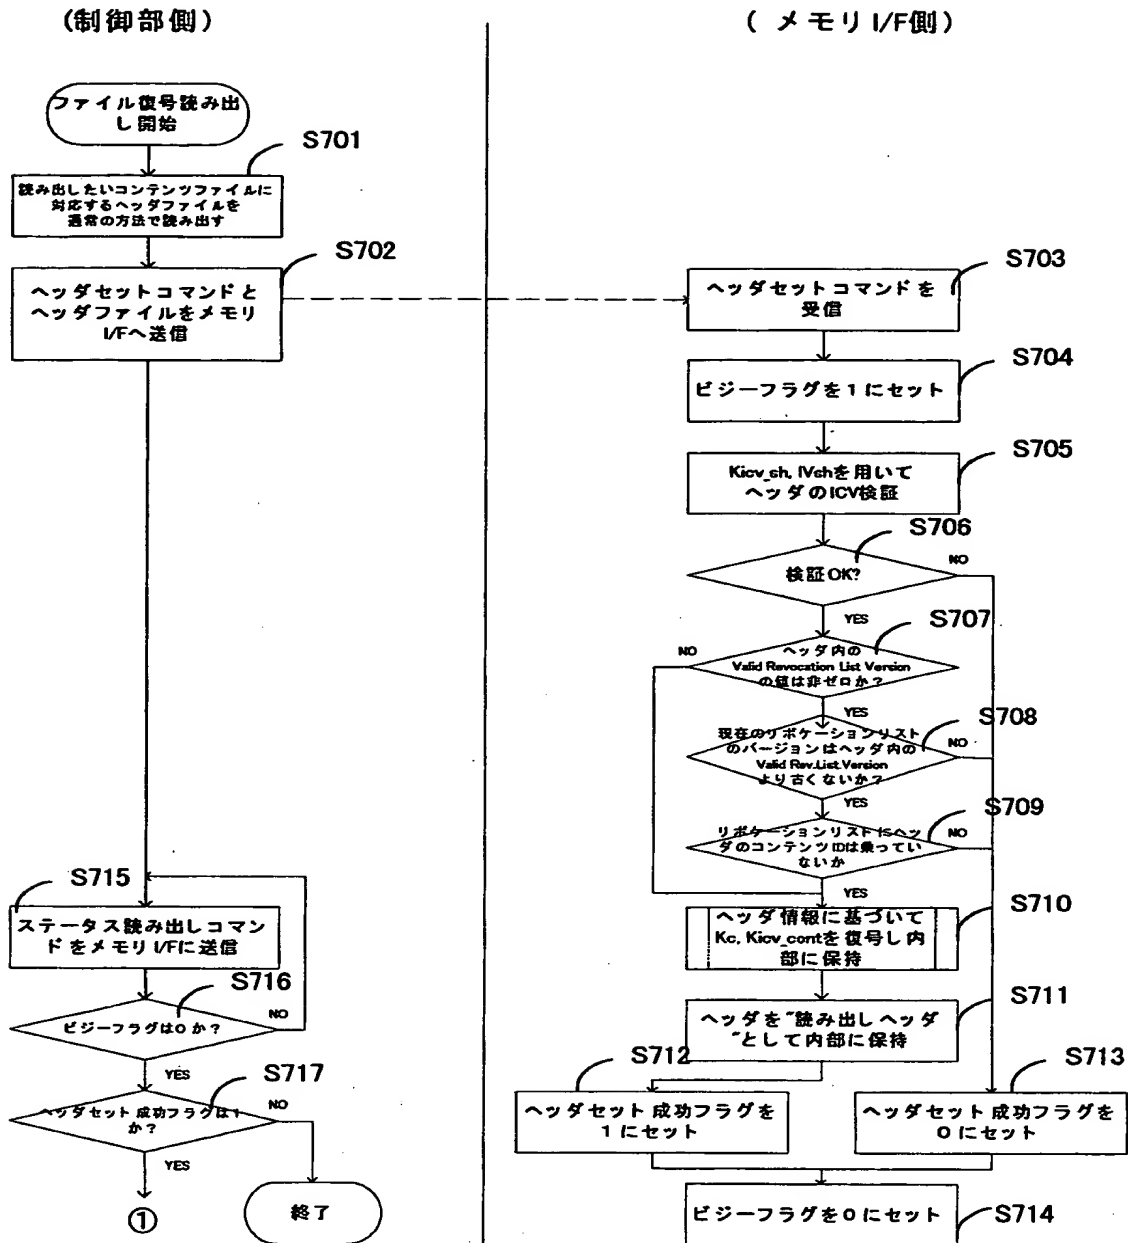 (制御部側)
(メモリI/F側)
ファイル復号読み出
し開始
S701
読み出したいコンテンツファイルに
対応するヘッダファイルを
通常の方法で読み出す
S702
ヘッダセットコマンドと
ヘッダファイルをメモリ
I/Fへ送信
S703
ヘッダセットコマンドを
受信
S704
ビジーフラグを1にセット
S705
Kicv_sh, IVshを用いて
ヘッダのICV検証
S706
検証OK?
NO
YES
S707
ヘッダ内の
Valid Revocation List Version
の値は非ゼロか?
NO
YES
S708
現在のリボケーションリスト
のバージョンはヘッダ内の
Valid Rev.List.Version
より古くないか?
NO
YES
S709
リボケーションリストにヘッ
ダのコンテンツIDは乗ってい
ないか
NO
YES
S710
ヘッダ情報に基づいて
Kc, Kicv_contを復号し内
部に保持
S711
ヘッダを"読み出しヘッダ
"として内部に保持
S712
ヘッダセット成功フラグを
1にセット
S713
ヘッダセット成功フラグを
0にセット
S714
ビジーフラグを0にセット
S715
ステータス読み出しコマン
ドをメモリI/Fに送信
S716
ビジーフラグは0か?
NO
YES
S717
ヘッダセット成功フラグは1
か?
NO
YES
①
終了